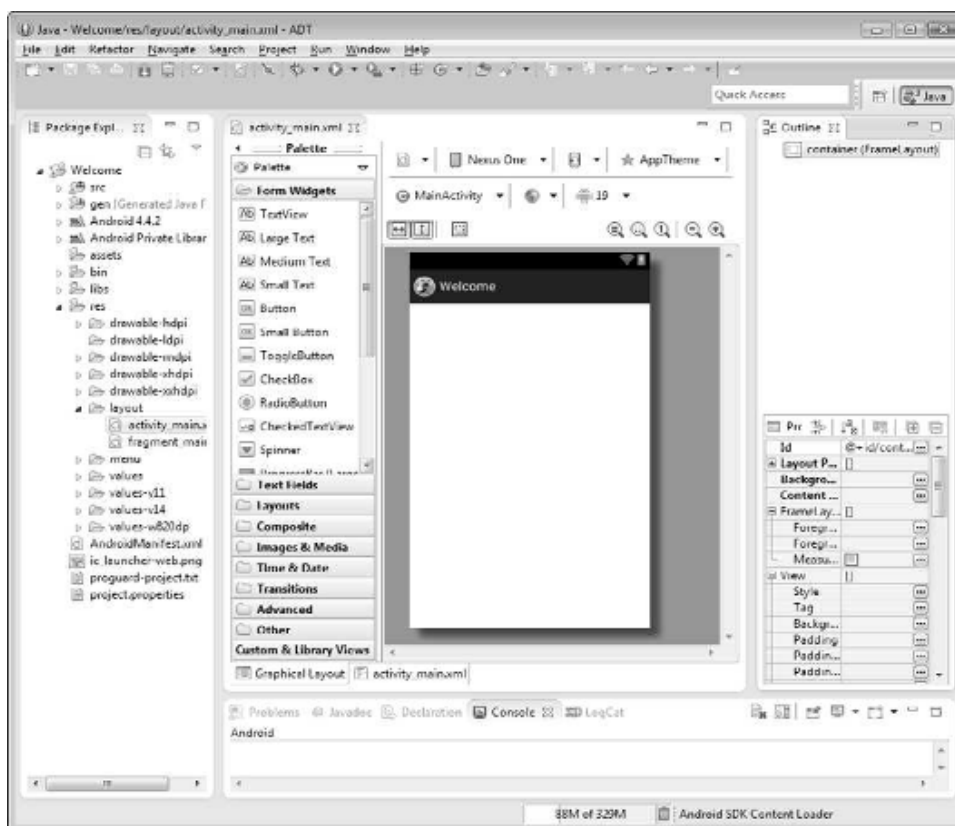 Java - Welcome/res/layout/activity_main.xml - ADT
File Edit Refactor Navigate Search Project Run Window Help
Quick Access
Java
Package Expl...
Welcome
src
gen [Generated Java F
Android 4.4.2
Android Private Librar
assets
bin
libs
res
drawable-hdpi
drawable-ldpi
drawable-mdpi
drawable-xhdpi
drawable-xxhdpi
layout
activity_main.x
fragment_main
menu
values
values-v11
values-v14
values-w820dp
AndroidManifest.xml
ic_launcher-web.png
proguard-project.txt
project.properties
activity_main.xml
Palette
Palette
Form Widgets
TextView
Large Text
Medium Text
Small Text
Button
Small Button
ToggleButton
CheckBox
RadioButton
CheckedTextView
Spinner
Text Fields
Layouts
Composite
Images & Media
Time & Date
Transitions
Advanced
Other
Custom & Library Views
Nexus One
AppTheme
MainActivity
19
Welcome
Graphical Layout
activity_main.xml
Outline
container (FrameLayout)
Pr
Id @+id/cont...
Layout P... []
Backgro...
Content ...
FrameLay... []
Foregr...
Foregr...
Measu...
View []
Style
Tag
Backgr...
Padding
Paddin...
Paddin...
Problems Javadoc Declaration Console LogCat
Android
88M of 329M
Android SDK Content Loader